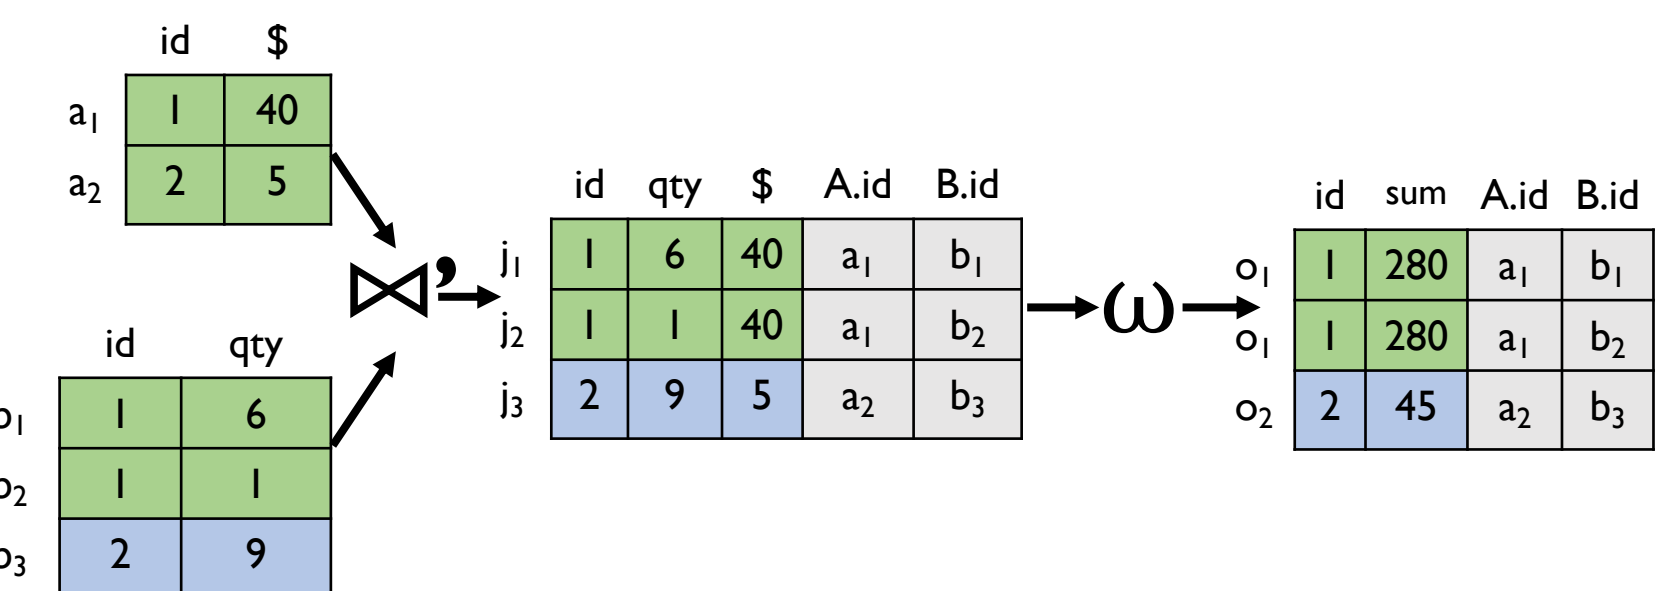 id $
a1 1 40
a2 2 5
id qty
b1 1 6
b2 1 1
b3 2 9
⋈’
id qty $ A.id B.id
j1 1 6 40 a1 b1
j2 1 1 40 a1 b2
j3 2 9 5 a2 b3
ω
id sum A.id B.id
o1 1 280 a1 b1
o1 1 280 a1 b2
o2 2 45 a2 b3